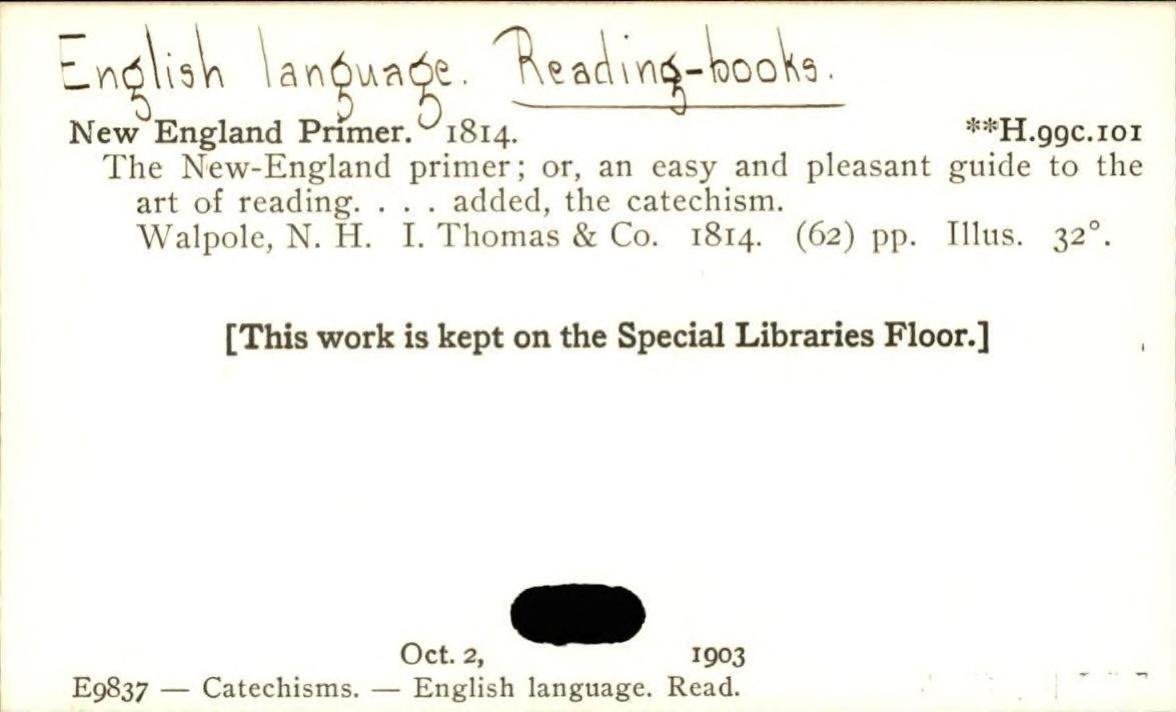 English language. Reading-books.
New England Primer. 1814. **H.99c.101
The New-England primer; or, an easy and pleasant guide to the
art of reading. . . . added, the catechism.
Walpole, N. H. I. Thomas & Co. 1814. (62) pp. Illus. 32°.
[This work is kept on the Special Libraries Floor.]
Oct. 2, 1903
E9837 — Catechisms. — English language. Read.